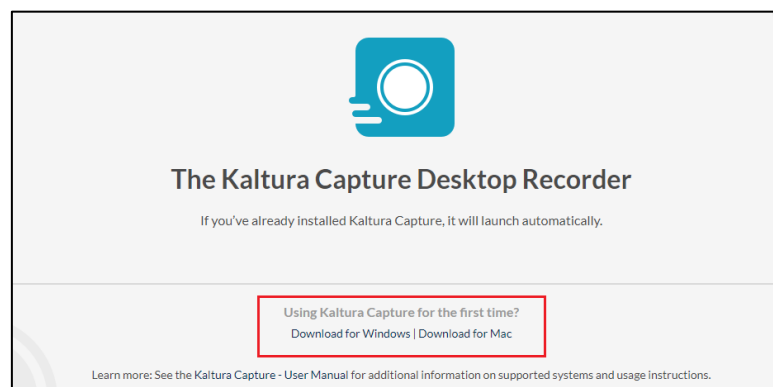 The Kaltura Capture Desktop Recorder
If you've already installed Kaltura Capture, it will launch automatically.
Using Kaltura Capture for the first time?
Download for Windows | Download for Mac
Learn more: See the Kaltura Capture - User Manual for additional information on supported systems and usage instructions.